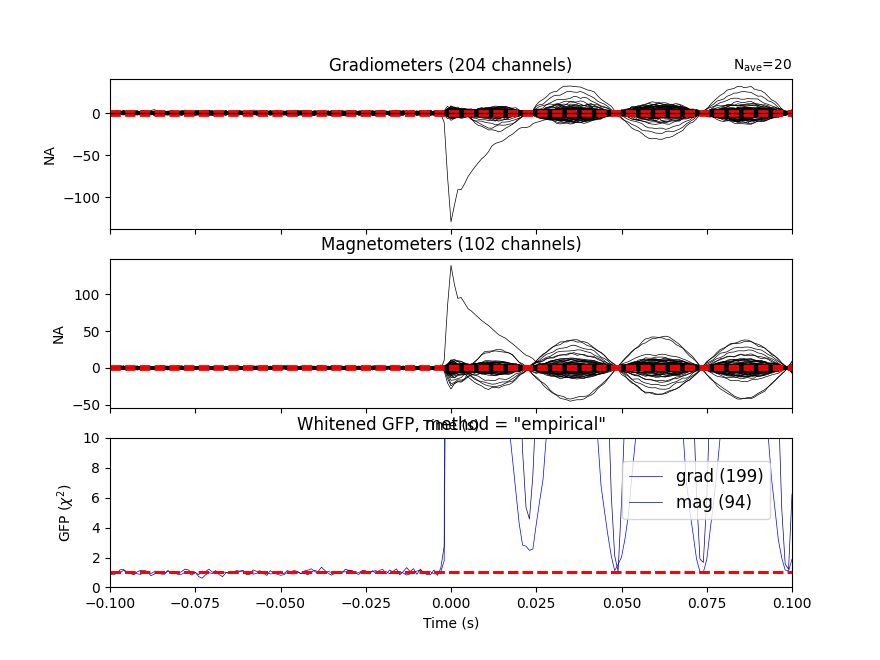 Gradiometers (204 channels)
Nave=20
0
−50
−100
NA
Magnetometers (102 channels)
100
50
0
−50
NA
Time (s)
Whitened GFP, method = "empirical"
10
8
6
4
2
0
GFP (χ²)
grad (199)
mag (94)
−0.100 −0.075 −0.050 −0.025 0.000 0.025 0.050 0.075 0.100
Time (s)